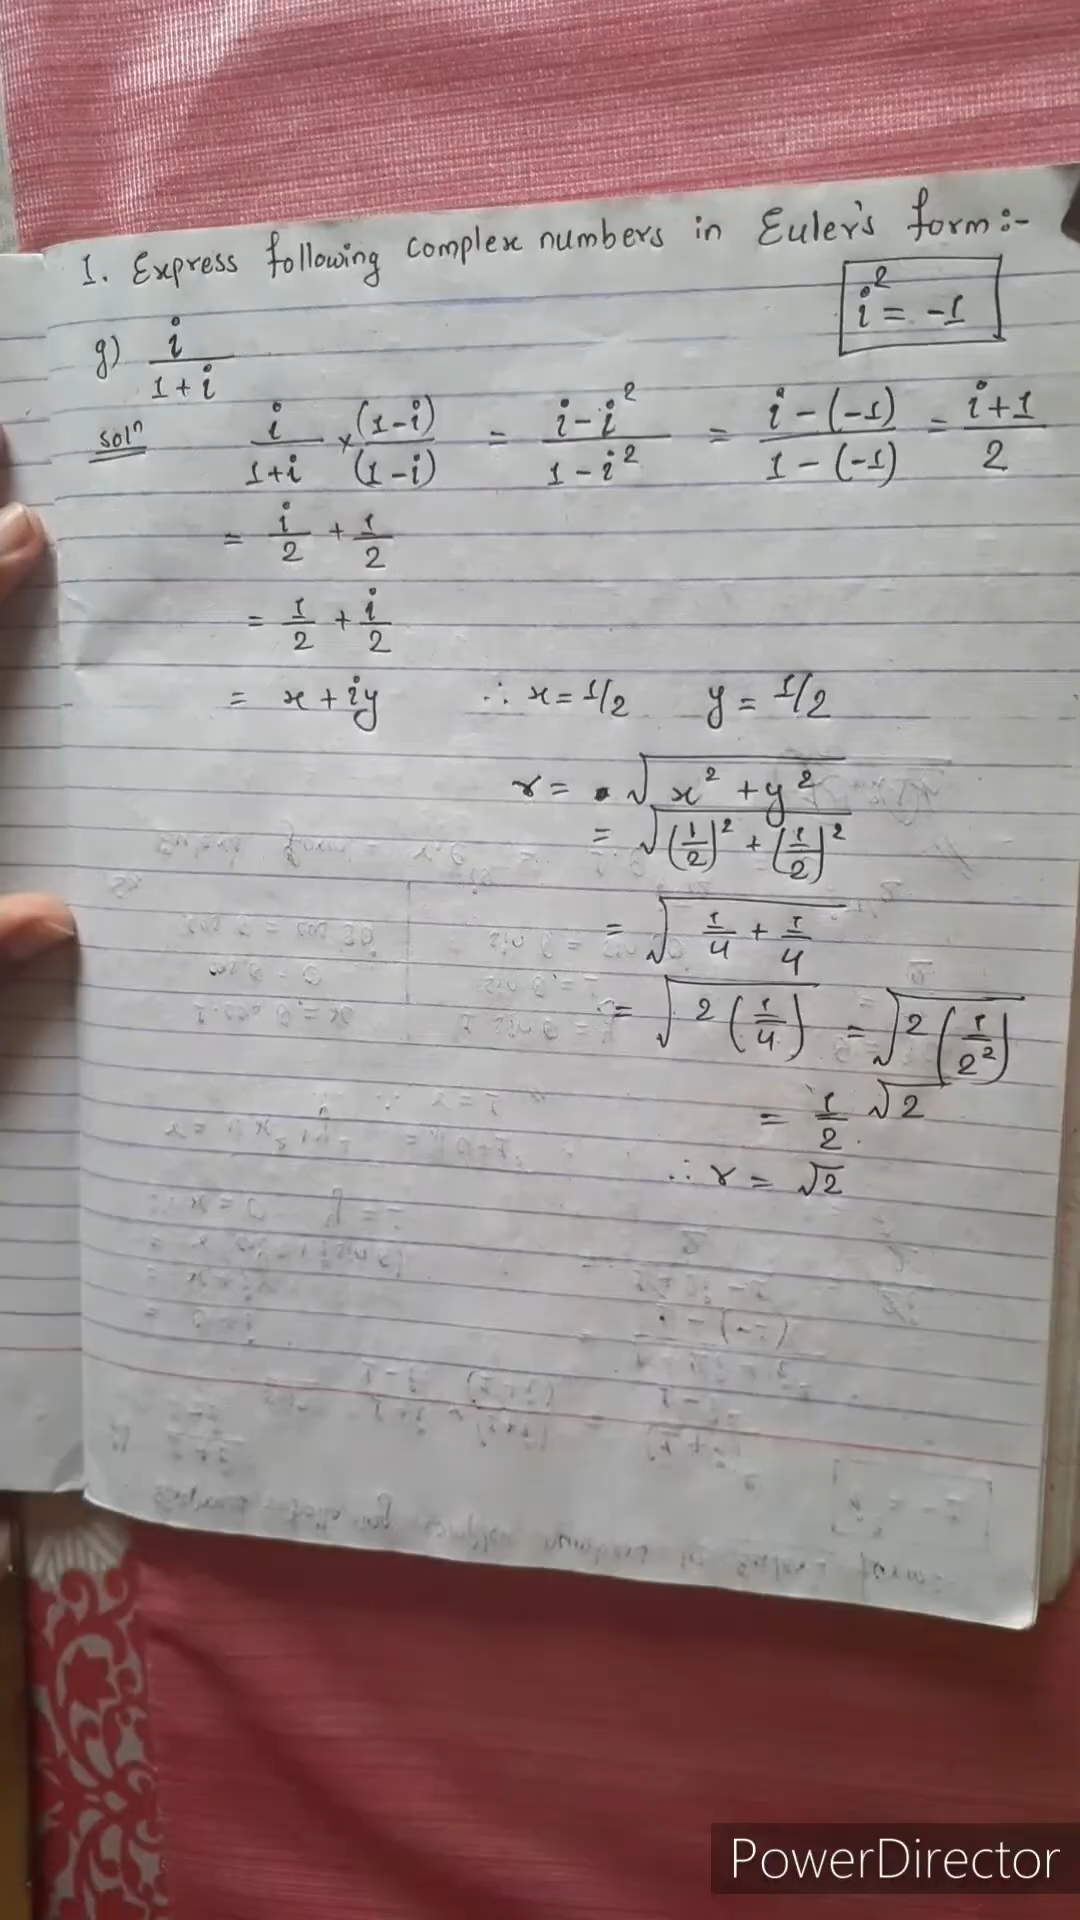 1. Express following complex numbers in Euler's form:-
i² = -1
g) i/(1+i)
solⁿ i/(1+i) × (1-i)/(1-i) = (i-i²)/(1-i²) = (i-(-1))/(1-(-1)) = (i+1)/2
= i/2 + 1/2
= 1/2 + i/2
= x + iy ∴ x = 1/2 y = 1/2
r = √(x² + y²)
= √((1/2)² + (1/2)²)
= √(1/4 + 1/4)
= √(2(1/4)) = √(2(1/2²))
= 1/2 √2
∴ r = √2
PowerDirector